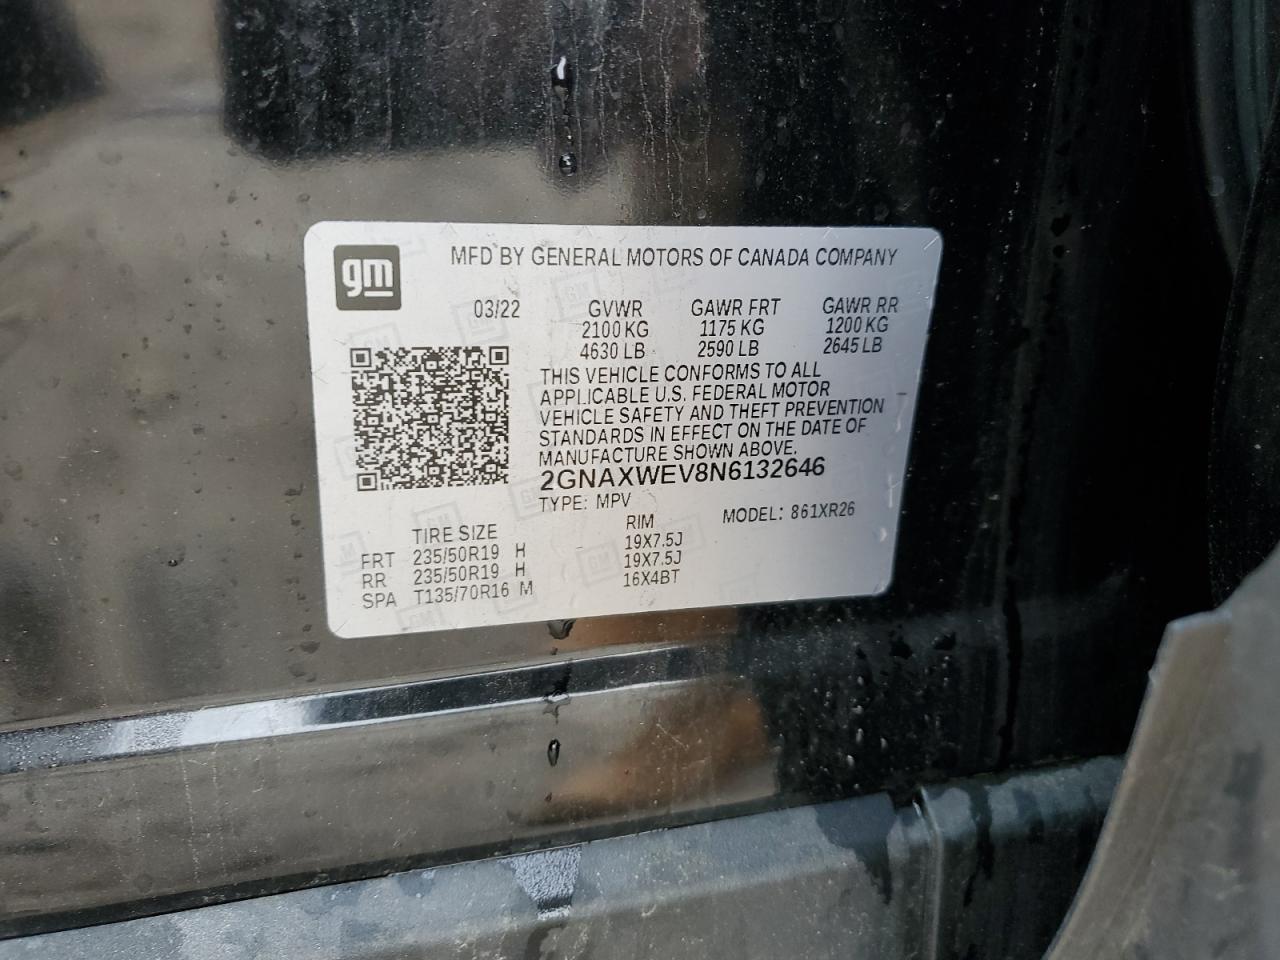 gm
MFD BY GENERAL MOTORS OF CANADA COMPANY
03/22 GVWR GAWR FRT GAWR RR
2100 KG 1175 KG 1200 KG
4630 LB 2590 LB 2645 LB
THIS VEHICLE CONFORMS TO ALL
APPLICABLE U.S. FEDERAL MOTOR
VEHICLE SAFETY AND THEFT PREVENTION
STANDARDS IN EFFECT ON THE DATE OF
MANUFACTURE SHOWN ABOVE.
2GNAXWEV8N6132646
TYPE: MPV MODEL: 861XR26
TIRE SIZE RIM
FRT 235/50R19 H 19X7.5J
RR 235/50R19 H 19X7.5J
SPA T135/70R16 M 16X4BT